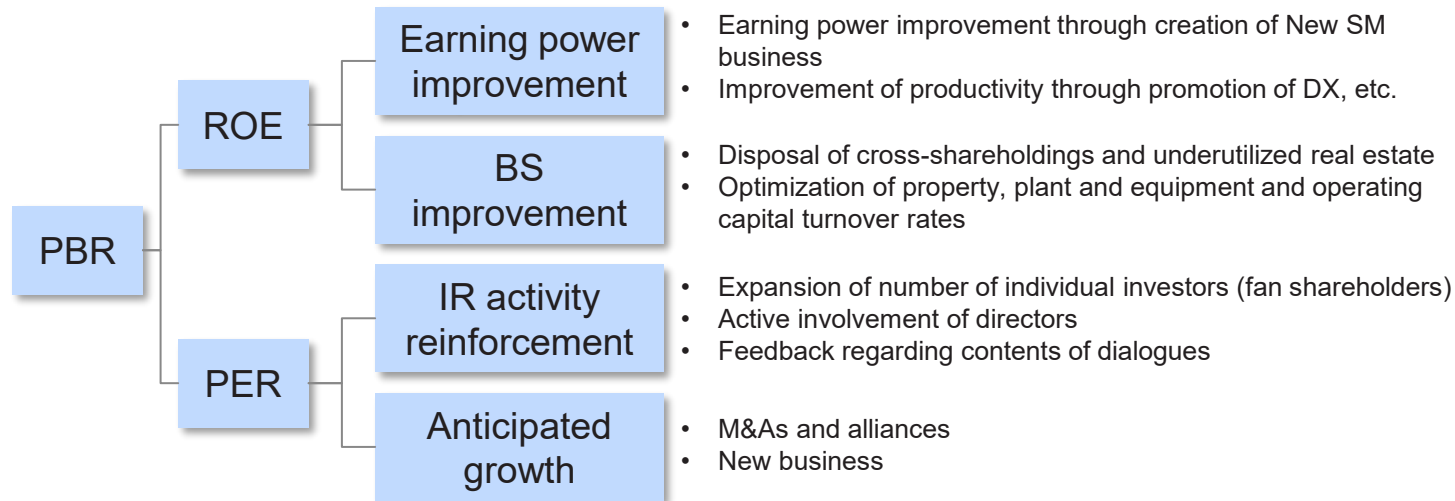 PBR
ROE
Earning power
improvement
• Earning power improvement through creation of New SM
business
• Improvement of productivity through promotion of DX, etc.
BS
improvement
• Disposal of cross-shareholdings and underutilized real estate
• Optimization of property, plant and equipment and operating
capital turnover rates
PER
IR activity
reinforcement
• Expansion of number of individual investors (fan shareholders)
• Active involvement of directors
• Feedback regarding contents of dialogues
Anticipated
growth
• M&As and alliances
• New business